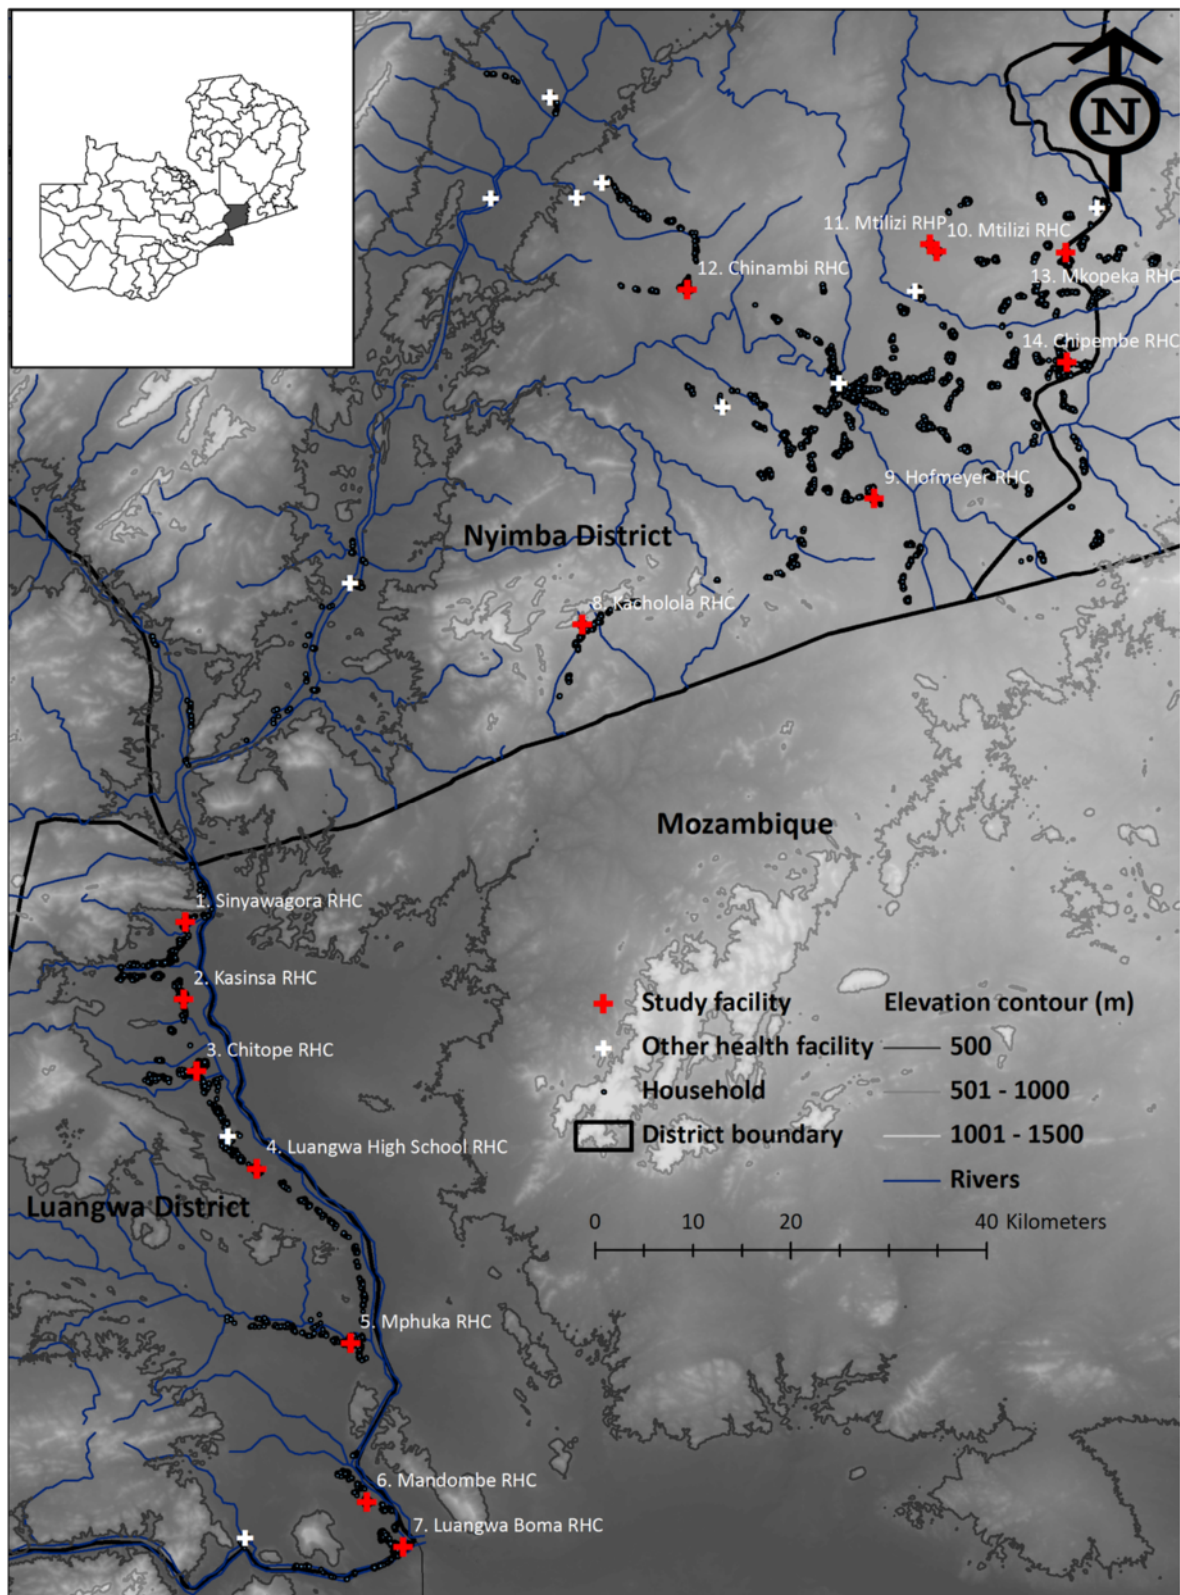 N
11. Mtilizi RHP
10. Mtilizi RHC
12. Chinambi RHC
13. Mkopeka RHC
14. Chipembe RHC
9. Hofmeyer RHC
Nyimba District
8. Kacholola RHC
Mozambique
1. Sinyawagora RHC
2. Kasinsa RHC
3. Chitope RHC
4. Luangwa High School RHC
Luangwa District
5. Mphuka RHC
6. Mandombe RHC
7. Luangwa Boma RHC
Study facility
Other health facility
Household
District boundary
Elevation contour (m)
500
501 - 1000
1001 - 1500
Rivers
0 10 20 40 Kilometers